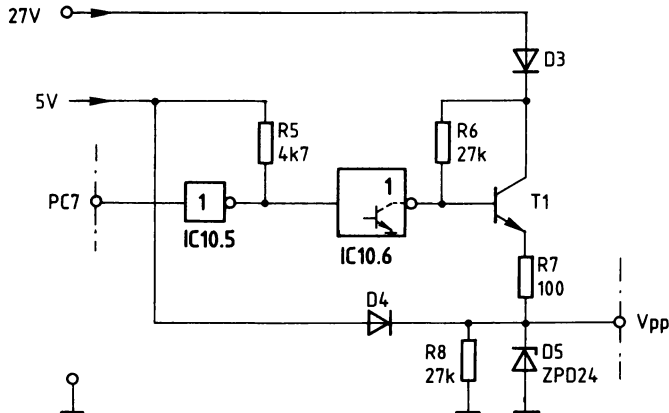 27V
D3
5V
R5
4k7
R6
27k
PC7
1
IC10.5
1
IC10.6
T1
R7
100
D4
Vpp
R8
27k
D5
ZPD24